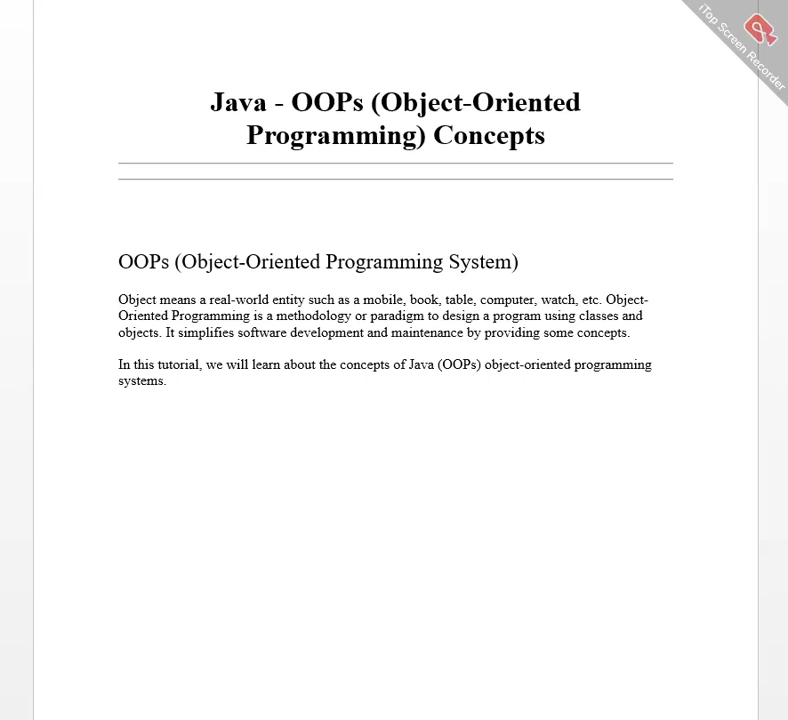 iTop Screen Recorder
Java - OOPs (Object-Oriented
Programming) Concepts
OOPs (Object-Oriented Programming System)
Object means a real-world entity such as a mobile, book, table, computer, watch, etc. Object-
Oriented Programming is a methodology or paradigm to design a program using classes and
objects. It simplifies software development and maintenance by providing some concepts.
In this tutorial, we will learn about the concepts of Java (OOPs) object-oriented programming
systems.